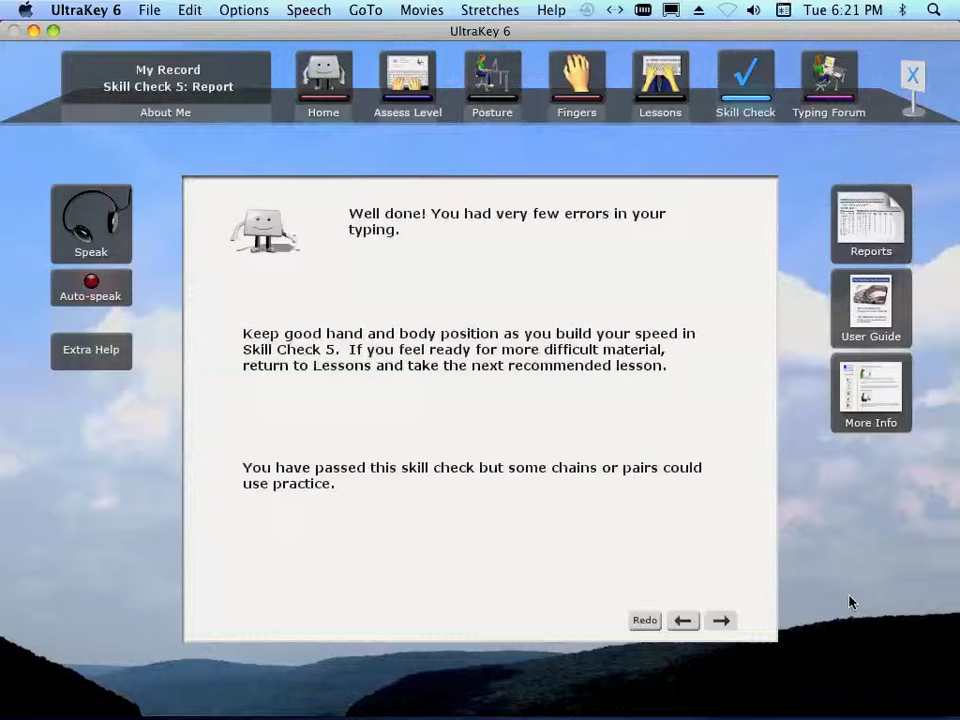 UltraKey 6 File Edit Options Speech GoTo Movies Stretches Help Tue 6:21 PM
UltraKey 6
My Record
Skill Check 5: Report
About Me
Home Assess Level Posture Fingers Lessons Skill Check Typing Forum
X
Speak
Auto-speak
Extra Help
Well done! You had very few errors in your
typing.
Keep good hand and body position as you build your speed in
Skill Check 5. If you feel ready for more difficult material,
return to Lessons and take the next recommended lesson.
You have passed this skill check but some chains or pairs could
use practice.
Redo
Reports
User Guide
More Info